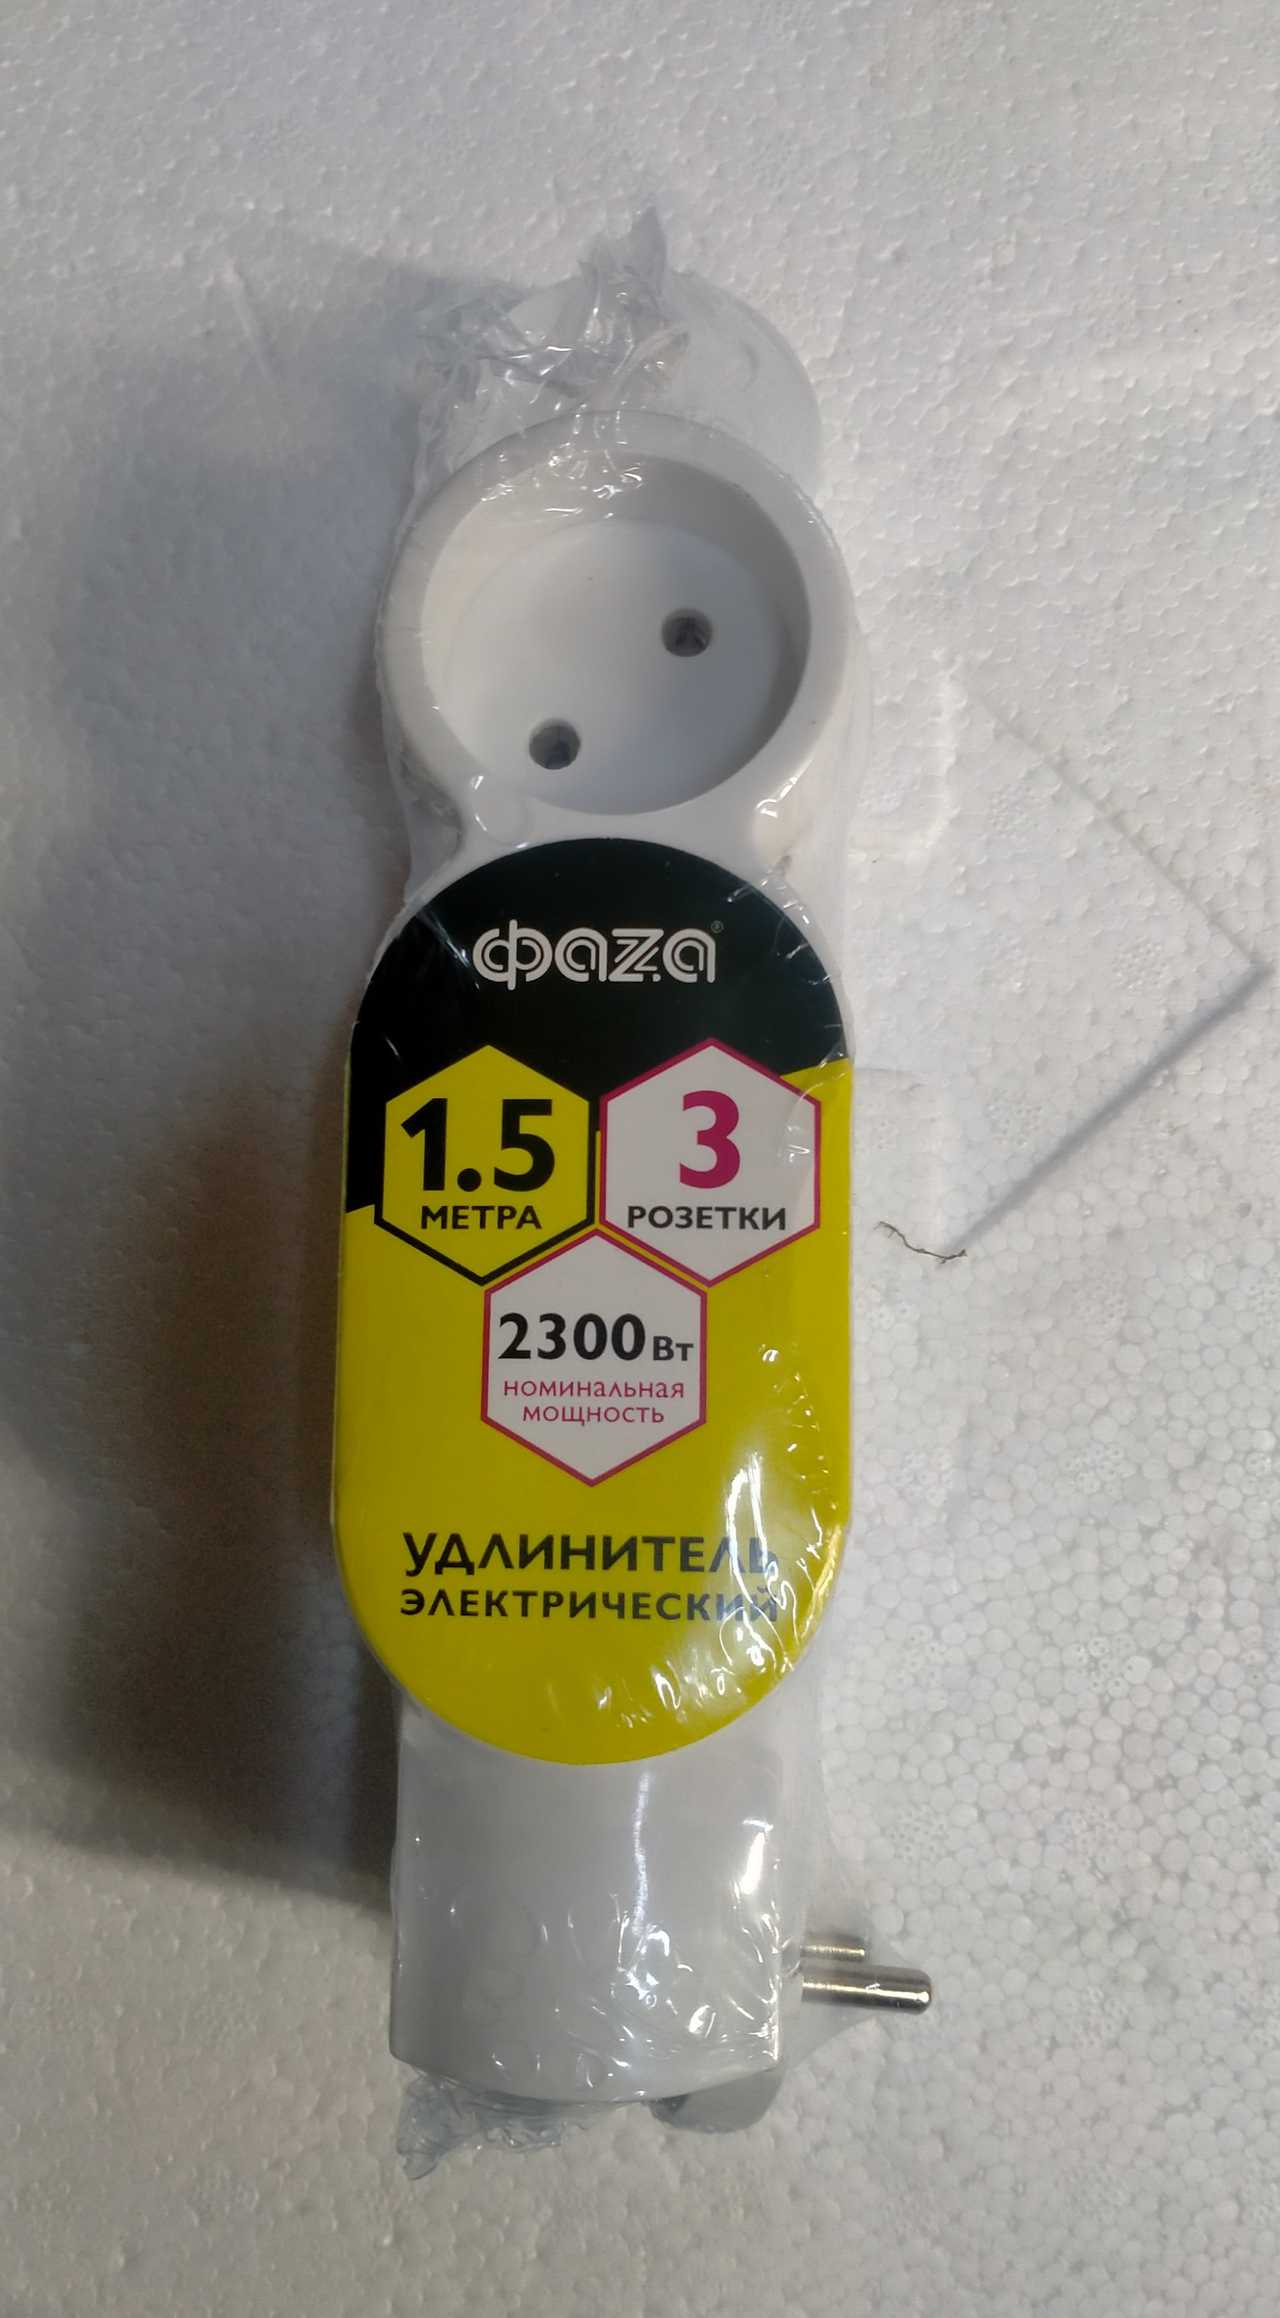 фаzа®
1.5
МЕТРА
3
РОЗЕТКИ
2300 Вт
НОМИНАЛЬНАЯ
МОЩНОСТЬ
УДЛИНИТЕЛЬ
ЭЛЕКТРИЧЕСКИЙ